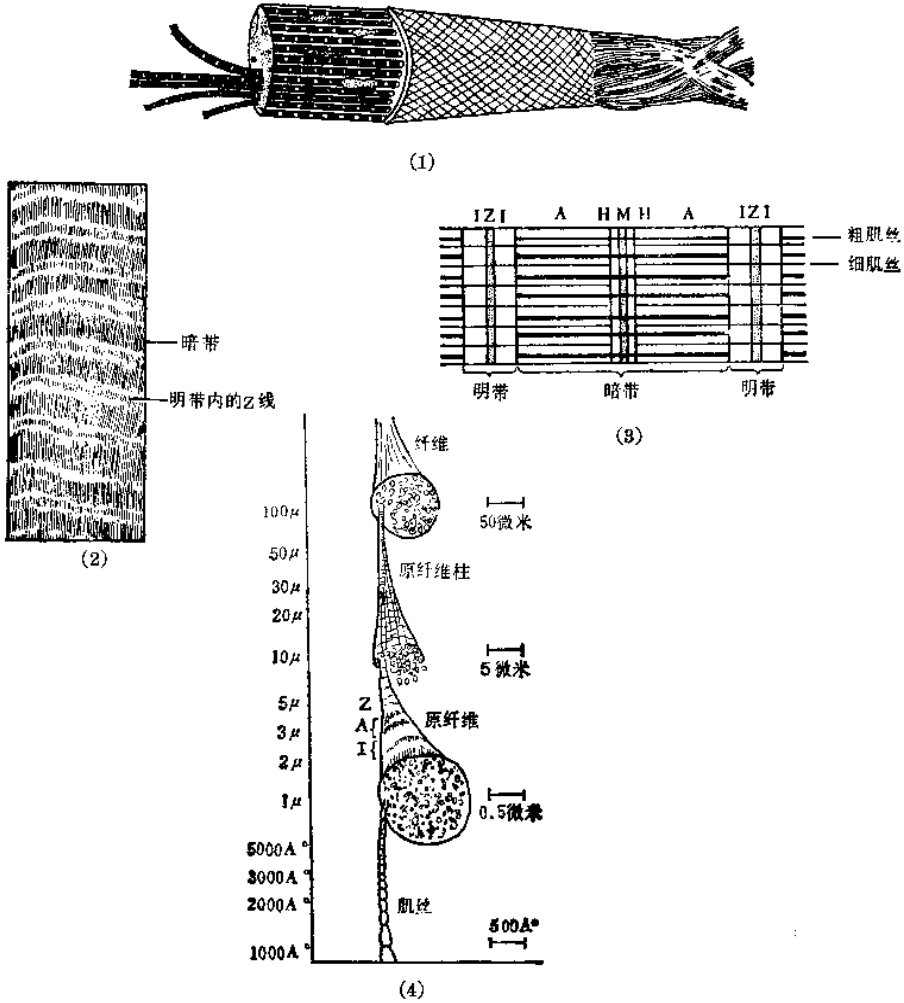 (1)
暗带
明带内的Z线
(2)
I Z I A H M H A I Z I
粗肌丝
细肌丝
明带 暗带 明带
(3)
纤维
100μ
50微米
50μ
原纤维柱
30μ
20μ
10μ
5微米
5μ
Z
A
原纤维
3μ
I
2μ
1μ
0.5微米
5000A°
3000A°
2000A°
肌丝
500A°
1000A°
(4)